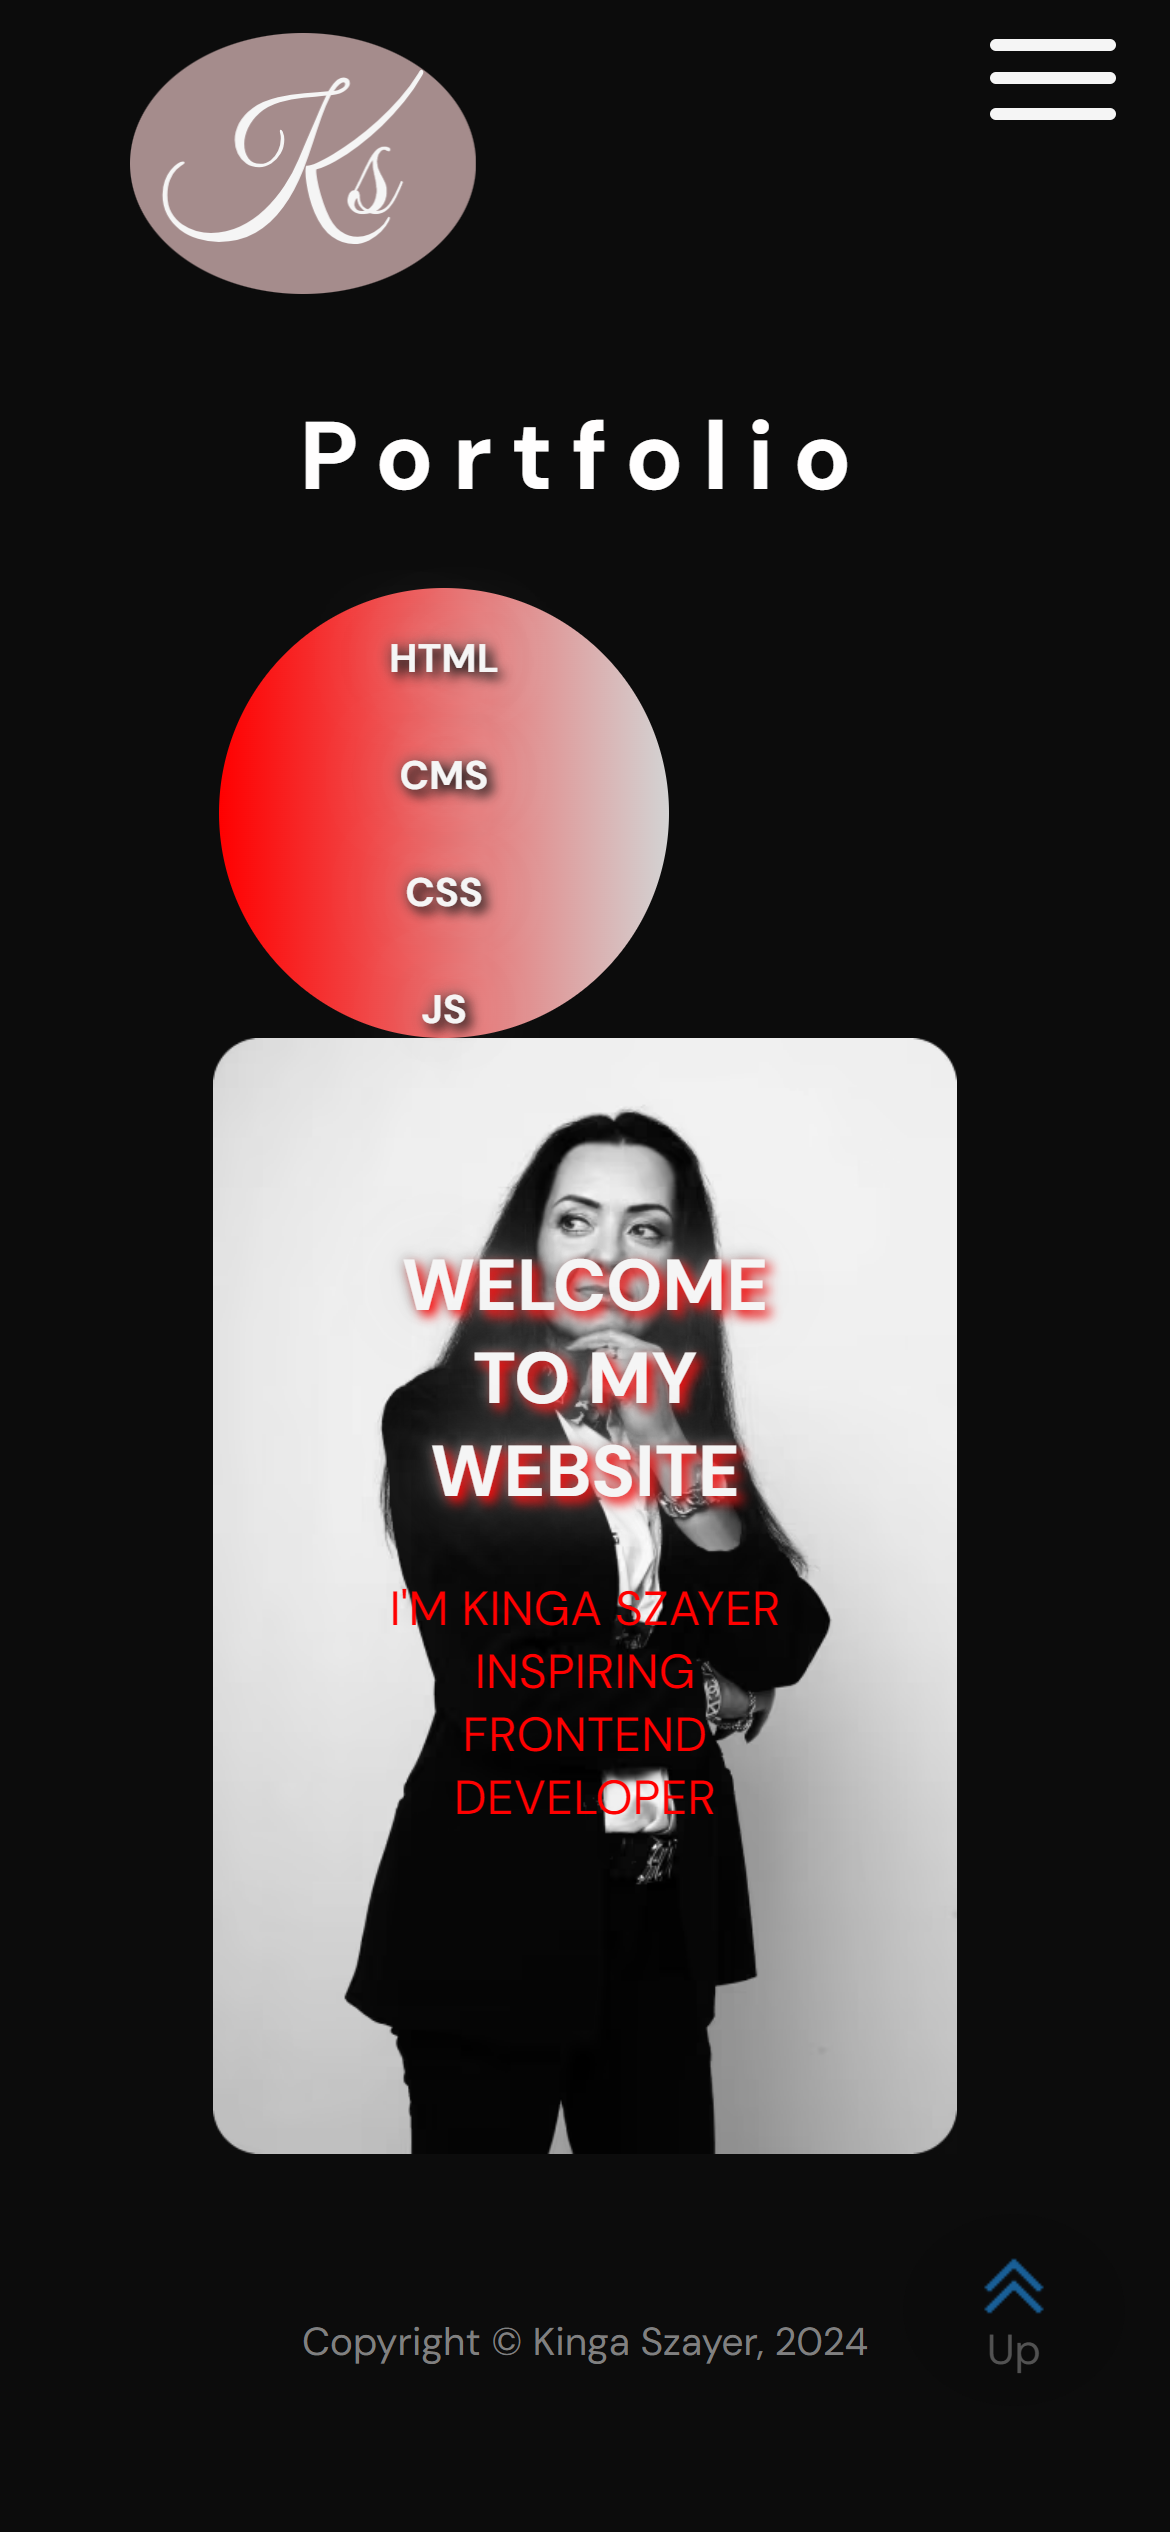 Ks
Portfolio
HTML
CMS
CSS
JS
WELCOME
TO MY
WEBSITE
I'M KINGA SZAYER
INSPIRING
FRONTEND
DEVELOPER
Copyright © Kinga Szayer, 2024
Up